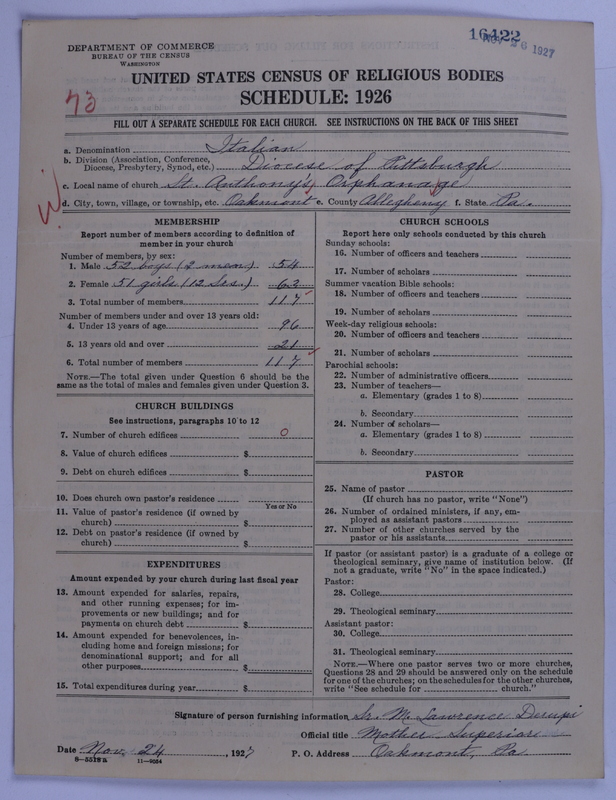 16422
NOV 26 1927
DEPARTMENT OF COMMERCE
BUREAU OF THE CENSUS
WASHINGTON
UNITED STATES CENSUS OF RELIGIOUS BODIES
73
SCHEDULE: 1926
FILL OUT A SEPARATE SCHEDULE FOR EACH CHURCH. SEE INSTRUCTIONS ON THE BACK OF THIS SHEET
a. Denomination Italian
b. Division (Association, Conference, Diocese, Presbytery, Synod, etc.) Diocese of Pittsburgh
c. Local name of church St. Anthony's Orphanage
d. City, town, village, or township, etc. Oakmont e. County Allegheny f. State Pa.
MEMBERSHIP
Report number of members according to definition of
member in your church
Number of members, by sex:
1. Male 52 boys (2 men) 54
2. Female 51 girls (12 Srs.) 63
3. Total number of members 117
Number of members under and over 13 years old:
4. Under 13 years of age 96
5. 13 years old and over 21
6. Total number of members 117
NOTE.—The total given under Question 6 should be the
same as the total of males and females given under Question 3.
CHURCH BUILDINGS
See instructions, paragraphs 10 to 12
7. Number of church edifices 0
8. Value of church edifices $
9. Debt on church edifices $
10. Does church own pastor's residence
Yes or No
11. Value of pastor's residence (if owned by
church) $
12. Debt on pastor's residence (if owned by
church) $
EXPENDITURES
Amount expended by your church during last fiscal year
13. Amount expended for salaries, repairs,
and other running expenses; for im-
provements or new buildings; and for
payments on church debt $
14. Amount expended for benevolences, in-
cluding home and foreign missions; for
denominational support; and for all
other purposes $
15. Total expenditures during year $
CHURCH SCHOOLS
Report here only schools conducted by this church
Sunday schools:
16. Number of officers and teachers
17. Number of scholars
Summer vacation Bible schools:
18. Number of officers and teachers
19. Number of scholars
Week-day religious schools:
20. Number of officers and teachers
21. Number of scholars
Parochial schools:
22. Number of administrative officers
23. Number of teachers—
a. Elementary (grades 1 to 8)
b. Secondary
24. Number of scholars—
a. Elementary (grades 1 to 8)
b. Secondary
PASTOR
25. Name of pastor
(If church has no pastor, write "None")
26. Number of ordained ministers, if any, em-
ployed as assistant pastors
27. Number of other churches served by the
pastor or his assistants
If pastor (or assistant pastor) is a graduate of a college or
theological seminary, give name of institution below. (If
not a graduate, write "No" in the space indicated.)
Pastor:
28. College
29. Theological seminary
Assistant pastor:
30. College
31. Theological seminary
NOTE.—Where one pastor serves two or more churches,
Questions 28 and 29 should be answered only on the schedule
for one of the churches; on the schedules for the other churches,
write "See schedule for church."
Signature of person furnishing information Sr. M. Lawrence
Official title Mother Superior
Date Nov. 24, 1927 P. O. Address Oakmont, Pa
8—5518a 11—9054